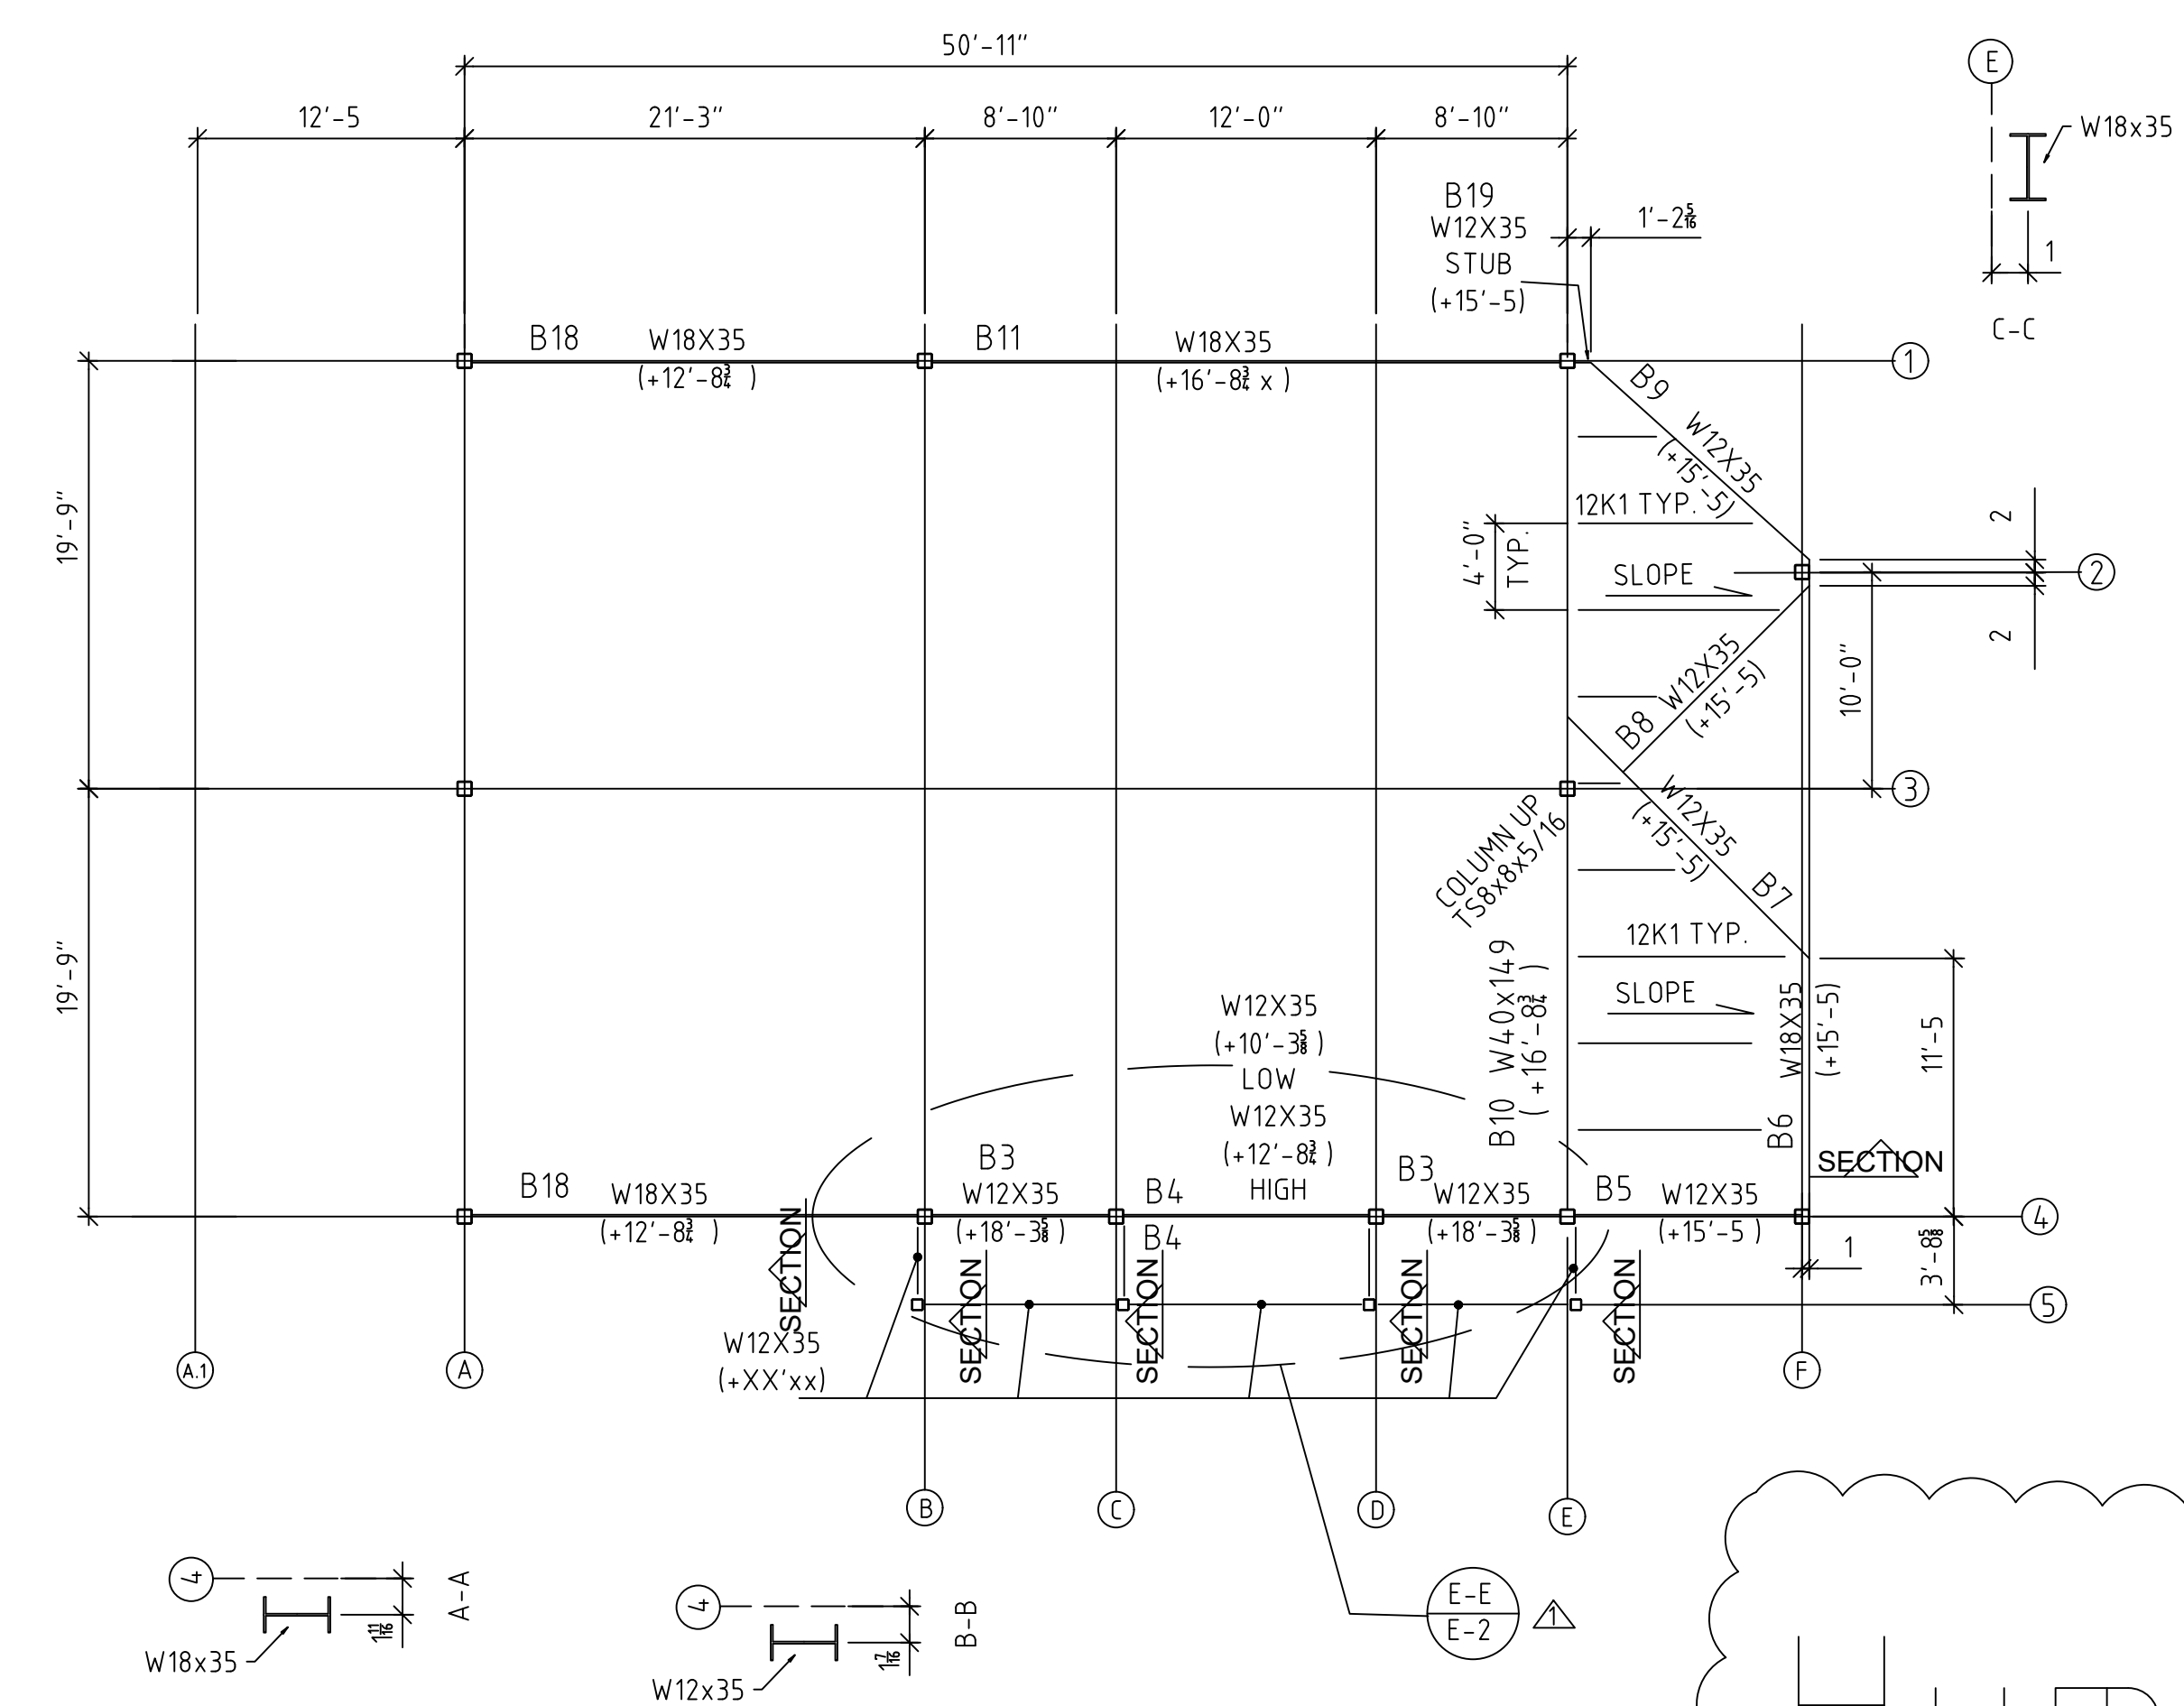 50'-11"
12'-5
21'-3"
8'-10"
12'-0"
8'-10"
E
W18x35
1
C-C
B19
W12X35
STUB
(+15'-5)
1'-2 5/16
B18
W18X35
(+12'-8 3/4 )
B11
W18X35
(+16'-8 3/4 x )
1
B9
W12X35
(+15'-5)
12K1 TYP.
4'-0"
TYP.
SLOPE
2
2
2
19'-9"
10'-0"
B8
W12X35
(+15'-5)
3
W12X35
(+15'-5)
B7
COLUMN UP
TS8x8x5/16
12K1 TYP.
SLOPE
19'-9"
B10 W40x149
( +16'-8 3/4 )
W18X35
(+15'-5)
B6
11'-5
W12X35
(+10'-3 5/8 )
LOW
W12X35
(+12'-8 3/4 )
HIGH
SECTION
B18
W18X35
(+12'-8 3/4 )
B3
W12X35
(+18'-3 5/8 )
B4
B4
B3
W12X35
(+18'-3 5/8 )
B5
W12X35
(+15'-5 )
4
1
3'-8 5/8
5
SECTION
SECTION
SECTION
SECTION
SECTION
W12X35
(+XX'xx)
A.1
A
F
B
C
D
E
4
A-A
1 11/16
W18x35
4
B-B
1 7/16
W12x35
E-E
E-2
1